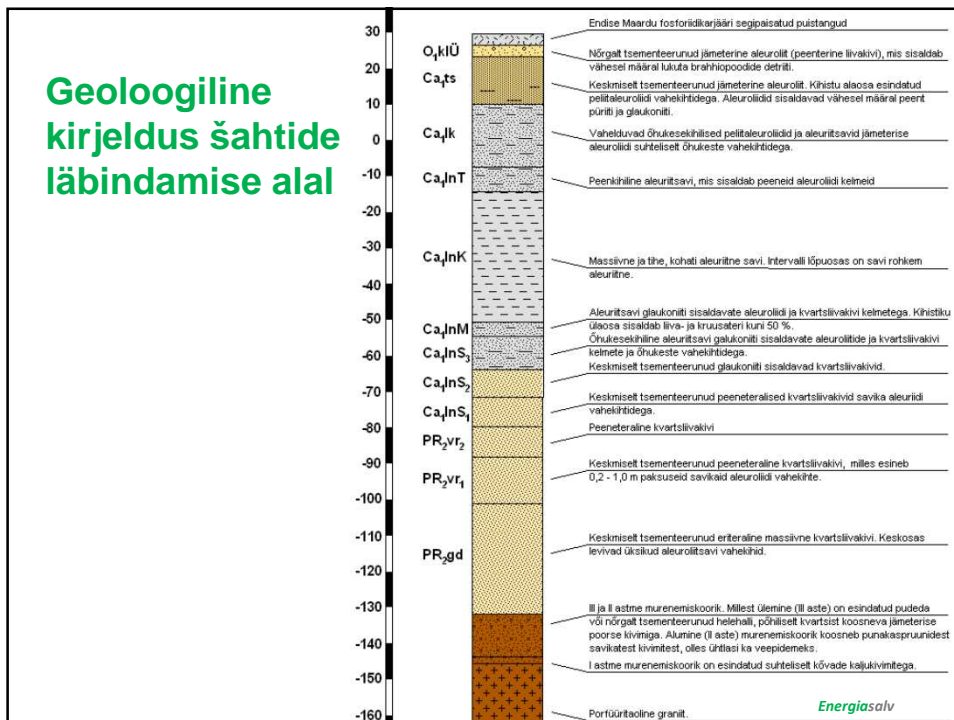 Geoloogiline
kirjeldus šahtide
läbindamise alal
30
20
10
0
-10
-20
-30
-40
-50
-60
-70
-80
-90
-100
-110
-120
-130
-140
-150
-160
O₁klÜ
Ca₁ts
Ca₁lk
Ca₁lnT
Ca₁lnK
Ca₁lnM
Ca₁lnS₃
Ca₁lnS₂
Ca₁lnS₁
PR₂vr₂
PR₂vr₁
PR₂gd
Endise Maardu fosforiidikarjääri segipaisatud puistangud
Nõrgalt tsementeerunud jämeterine aleuroliit (peenterine liivakivi), mis sisaldab
vähesel määral lukuta brahhiopoodide detriiti.
Keskmiselt tsementeerunud jämeterine aleuroliit. Kihistu alaosa esindatud
peliitaleuroliidi vahekihtidega. Aleuroliidid sisaldavad vähesel määral peent
püriiti ja glaukoniiti.
Vahelduvad õhukesekihilised peliitaleuroliidid ja aleuriitsavid jämeterise
aleuroliidi suhteliselt õhukeste vahekihtidega.
Peenkihiline aleuriitsavi, mis sisaldab peeneid aleuroliidi kelmeid
Massiivne ja tihe, kohati aleuriitne savi. Intervalli lõpuosas on savi rohkem
aleuriitne.
Aleuriitsavi glaukoniiti sisaldavate aleuroliidi ja kvartsliivakivi kelmetega. Kihistiku
ülaosa sisaldab liiva- ja kruusateri kuni 50 %.
Õhukesekihiline aleuriitsavi galukoniiti sisaldavate aleuroliitide ja kvartsliivakivi
kelmete ja õhukeste vahekihtidega.
Keskmiselt tsementeerunud glaukoniiti sisaldavad kvartsliivakivid.
Keskmiselt tsementeerunud peeneteralised kvartsliivakivid savika aleuriidi
vahekihtidega.
Peeneteraline kvartsliivakivi
Keskmiselt tsementeerunud peeneteraline kvartsliivakivi, milles esineb
0,2 - 1,0 m paksuseid savikaid aleuroliidi vahekihte.
Keskmiselt tsementeerunud eriteraline massiivne kvartsliivakivi. Keskosas
levivad üksikud aleuroliitsavi vahekihid.
III ja II astme murenemiskoorik. Millest ülemine (III aste) on esindatud pudeda
või nõrgalt tsementeerunud helehalli, põhiliselt kvartsist koosneva jämeterise
poorse kivimiga. Alumine (II aste) murenemiskoorik koosneb punakaspruunidest
savikatest kivimitest, olles ühtlasi ka veepidemeks.
I astme murenemiskoorik on esindatud suhteliselt kõvade kaljukivimitega.
Porfüüritaoline graniit.
Energiasalv